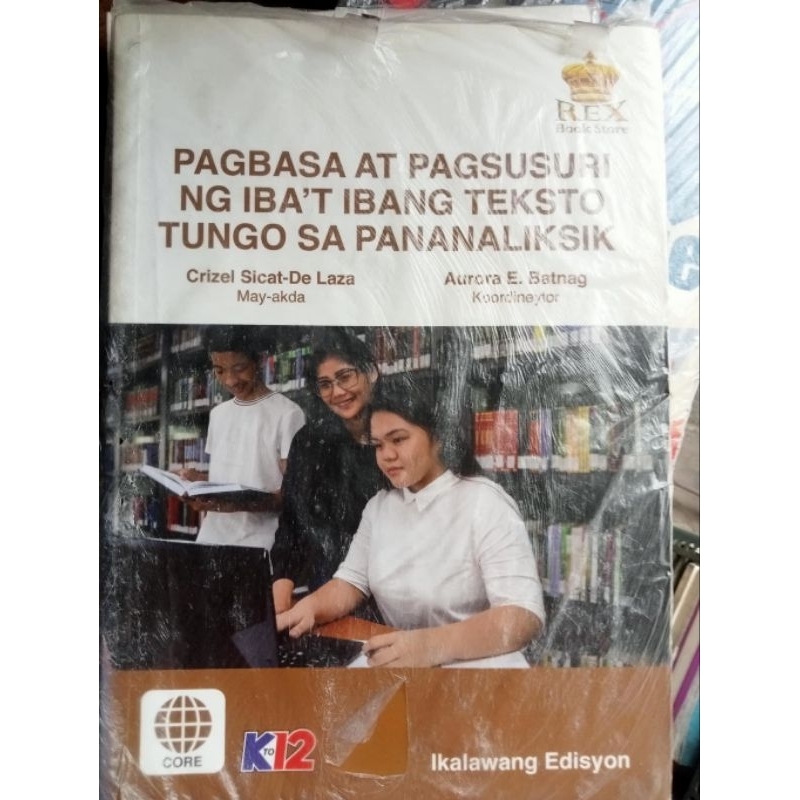 REX
Book Store
PAGBASA AT PAGSUSURI
NG IBA'T IBANG TEKSTO
TUNGO SA PANANALIKSIK
Crizel Sicat-De Laza
May-akda
Aurora E. Batnag
Koordineytor
CORE
K TO 12
Ikalawang Edisyon